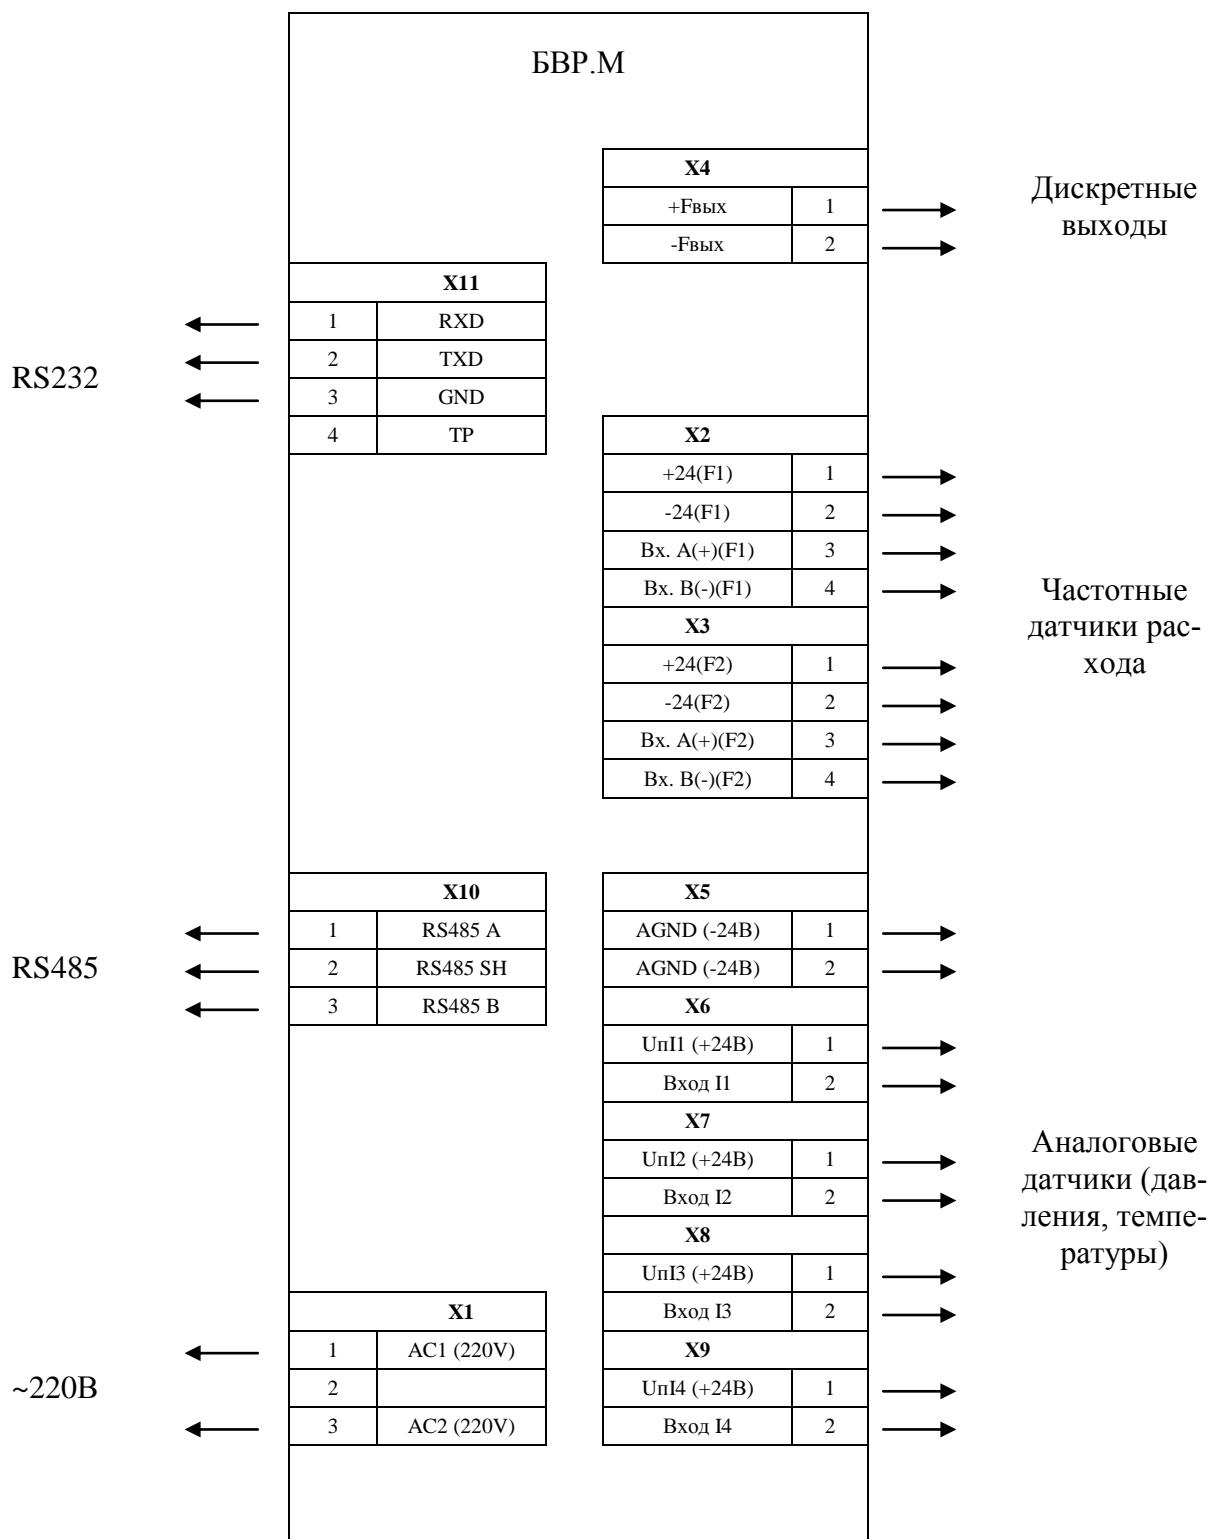 БВР.М
X4
+Fвых 1
-Fвых 2
Дискретные
выходы
X11
1 RXD
2 TXD
3 GND
4 TP
RS232
X2
+24(F1) 1
-24(F1) 2
Вх. А(+)(F1) 3
Вх. В(-)(F1) 4
X3
+24(F2) 1
-24(F2) 2
Вх. А(+)(F2) 3
Вх. В(-)(F2) 4
Частотные
датчики рас-
хода
X10
1 RS485 A
2 RS485 SH
3 RS485 B
RS485
X5
AGND (-24В) 1
AGND (-24В) 2
X6
UпI1 (+24В) 1
Вход I1 2
X7
UпI2 (+24В) 1
Вход I2 2
X8
UпI3 (+24В) 1
Вход I3 2
X9
UпI4 (+24В) 1
Вход I4 2
Аналоговые
датчики (дав-
ления, темпе-
ратуры)
X1
1 AC1 (220V)
2
3 AC2 (220V)
~220В